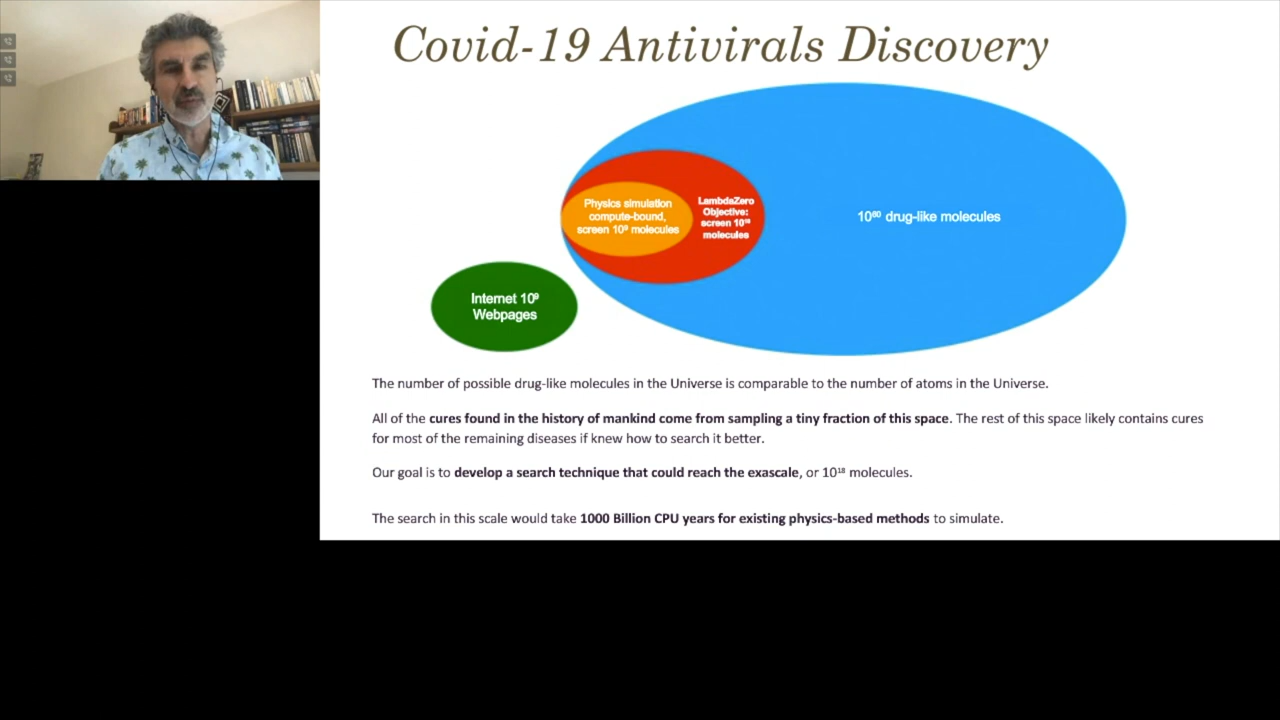 Covid-19 Antivirals Discovery
Physics simulation
compute-bound,
screen 10⁹ molecules
LambdaZero
Objective:
screen 10¹⁸
molecules
10⁶⁰ drug-like molecules
Internet 10⁹
Webpages
The number of possible drug-like molecules in the Universe is comparable to the number of atoms in the Universe.
All of the cures found in the history of mankind come from sampling a tiny fraction of this space. The rest of this space likely contains cures
for most of the remaining diseases if knew how to search it better.
Our goal is to develop a search technique that could reach the exascale, or 10¹⁸ molecules.
The search in this scale would take 1000 Billion CPU years for existing physics-based methods to simulate.